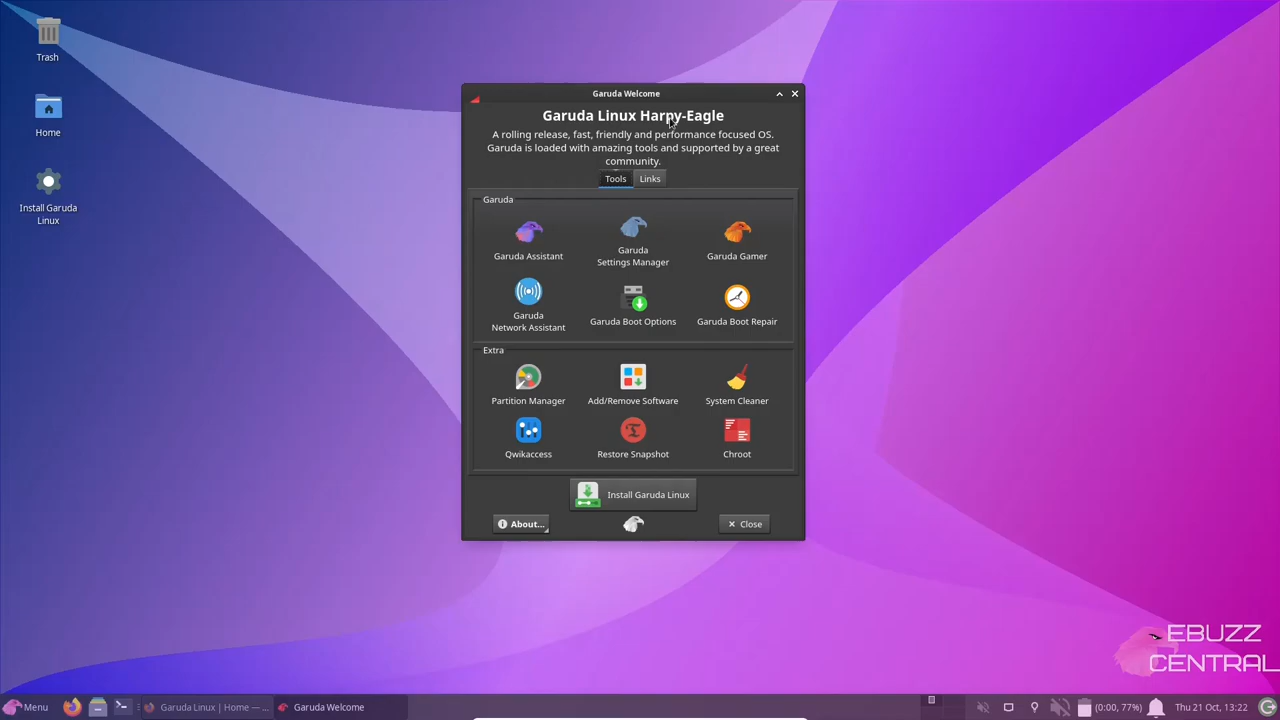 Trash
Home
Install Garuda
Linux
Garuda Welcome
Garuda Linux Harpy-Eagle
A rolling release, fast, friendly and performance focused OS.
Garuda is loaded with amazing tools and supported by a great
community.
Tools Links
Garuda
Garuda Assistant
Garuda
Settings Manager
Garuda Gamer
Garuda
Network Assistant
Garuda Boot Options
Garuda Boot Repair
Extra
Partition Manager
Add/Remove Software
System Cleaner
Qwikaccess
Restore Snapshot
Chroot
Install Garuda Linux
About...
Close
EBUZZ
CENTRAL
Menu
Garuda Linux | Home — ...
Garuda Welcome
(0:00, 77%)
Thu 21 Oct, 13:22